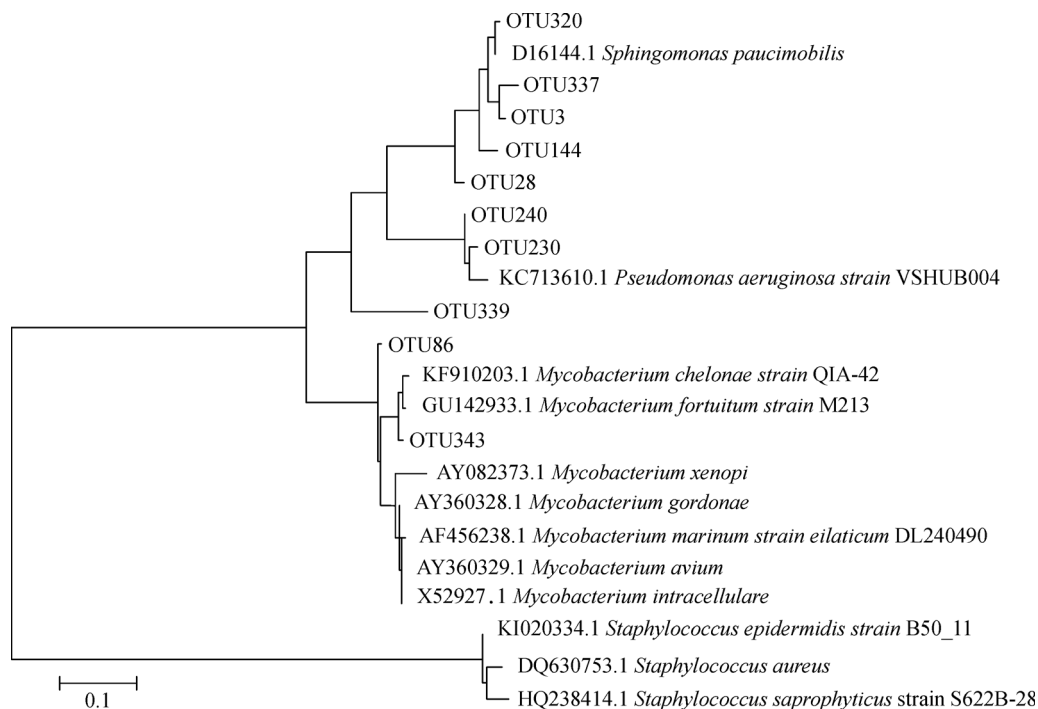 OTU320
D16144.1 Sphingomonas paucimobilis
OTU337
OTU3
OTU144
OTU28
OTU240
OTU230
KC713610.1 Pseudomonas aeruginosa strain VSHUB004
OTU339
OTU86
KF910203.1 Mycobacterium chelonae strain QIA-42
GU142933.1 Mycobacterium fortuitum strain M213
OTU343
AY082373.1 Mycobacterium xenopi
AY360328.1 Mycobacterium gordonae
AF456238.1 Mycobacterium marinum strain eilaticum DL240490
AY360329.1 Mycobacterium avium
X52927.1 Mycobacterium intracellulare
KI020334.1 Staphylococcus epidermidis strain B50_11
DQ630753.1 Staphylococcus aureus
HQ238414.1 Staphylococcus saprophyticus strain S622B-28
0.1